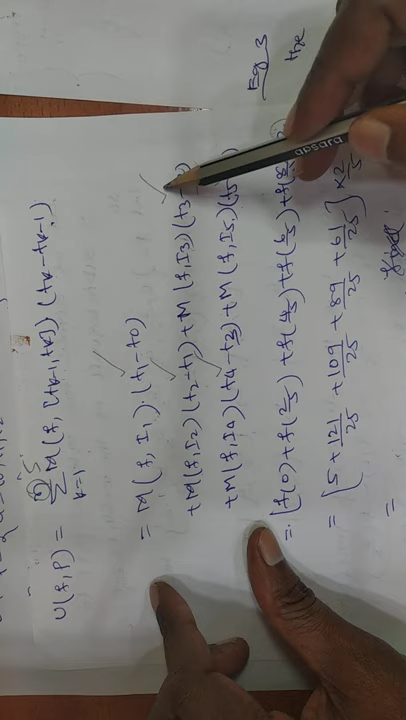 U(f,P) = \sum_{k=1}^{5} M(f, [t_{k-1}, t_k]) (t_k - t_{k-1})
= M(f, I_1) . (t_1 - t_0)
+ M(f, I_2) (t_2 - t_1) + M(f, I_3) (t_3 -
+ M(f, I_4) (t_4 - t_3) + M(f, I_5) . (t_5
= [f(0) + f(2/5) + f(4/5) + f(6/5) + f(8/5
= [5 + 121/25 + 109/25 + 89/25 + 61/25] × 2/5
=
Eg 3
the
apsara